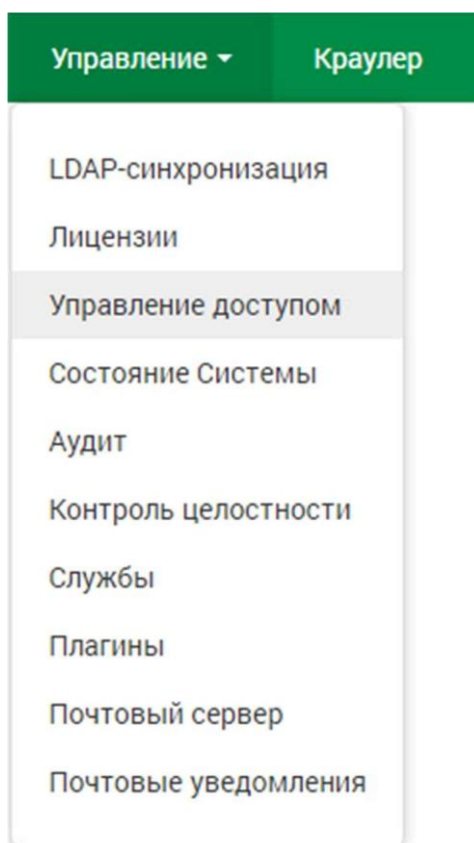 Управление Краулер
LDAP-синхронизация
Лицензии
Управление доступом
Состояние Системы
Аудит
Контроль целостности
Службы
Плагины
Почтовый сервер
Почтовые уведомления